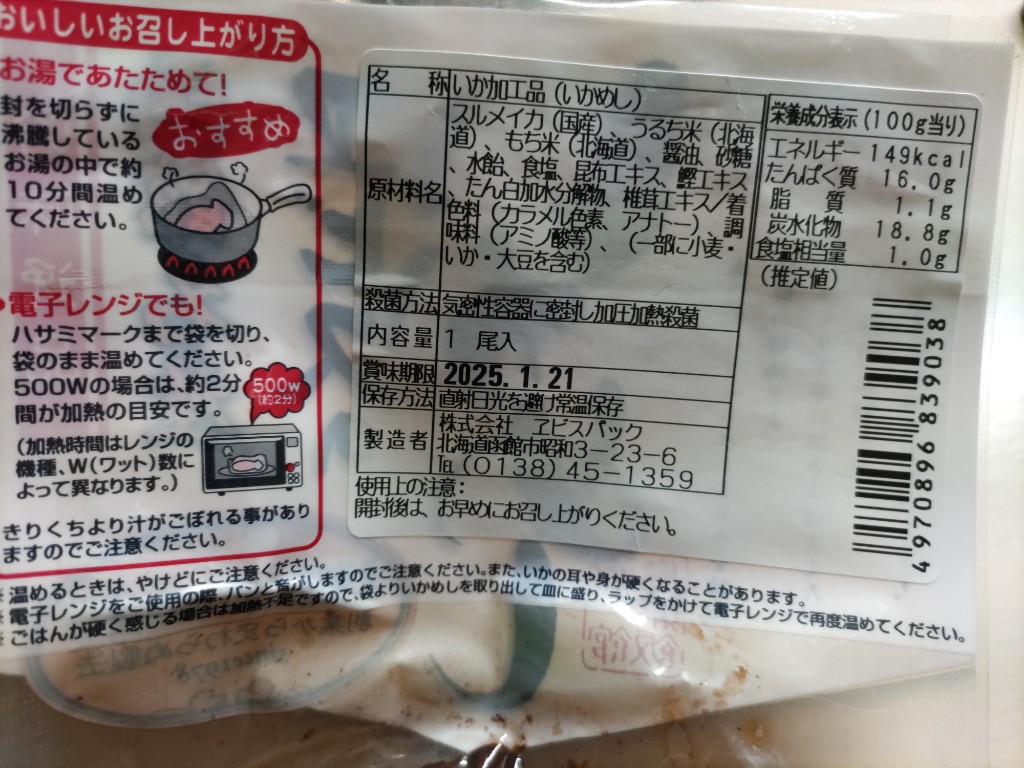 おいしいお召し上がり方
お湯であたためて!
封を切らずに
沸騰している
お湯の中で約
10分間温め
てください。
おすすめ
・電子レンジでも!
ハサミマークまで袋を切り、
袋のまま温めてください。
500Wの場合は、約2分
間が加熱の目安です。
500W
(約2分)
(加熱時間はレンジの
機種、W(ワット)数に
よって異なります。)
きりくちより汁がこぼれる事があり
ますのでご注意ください。
名 称 いか加工品(いかめし)
原材料名 スルメイカ(国産)、うるち米(北海
道)、もち米(北海道)、醤油、砂糖
、水飴、食塩、昆布エキス、鰹エキス
、たん白加水分解物、椎茸エキス/着
色料(カラメル色素、アナトー)、調
味料(アミノ酸等)、(一部に小麦・
いか・大豆を含む)
殺菌方法 気密性容器に密封し加圧加熱殺菌
内容量 1 尾入
賞味期限 2025.1.21
保存方法 直射日光を避け常温保存
製造者 株式会社 ヱビスパック
北海道函館市昭和3-23-6
℡(0138)45-1359
使用上の注意:
開封後は、お早めにお召し上がりください。
栄養成分表示(100g当り)
エネルギー 149kcal
たんぱく質 16.0g
脂 質 1.1g
炭水化物 18.8g
食塩相当量 1.0g
(推定値)
4970896839038
※温めるときは、やけどにご注意ください。
※電子レンジをご使用の際、パンと音がしますのでご注意ください。また、いかの耳や身が硬くなることがあります。
※ごはんが硬く感じる場合は加熱不足ですので、袋よりいかめしを取り出して皿に盛り、ラップをかけて電子レンジで再度温めてください。
創業から変わらぬ製法
since1978